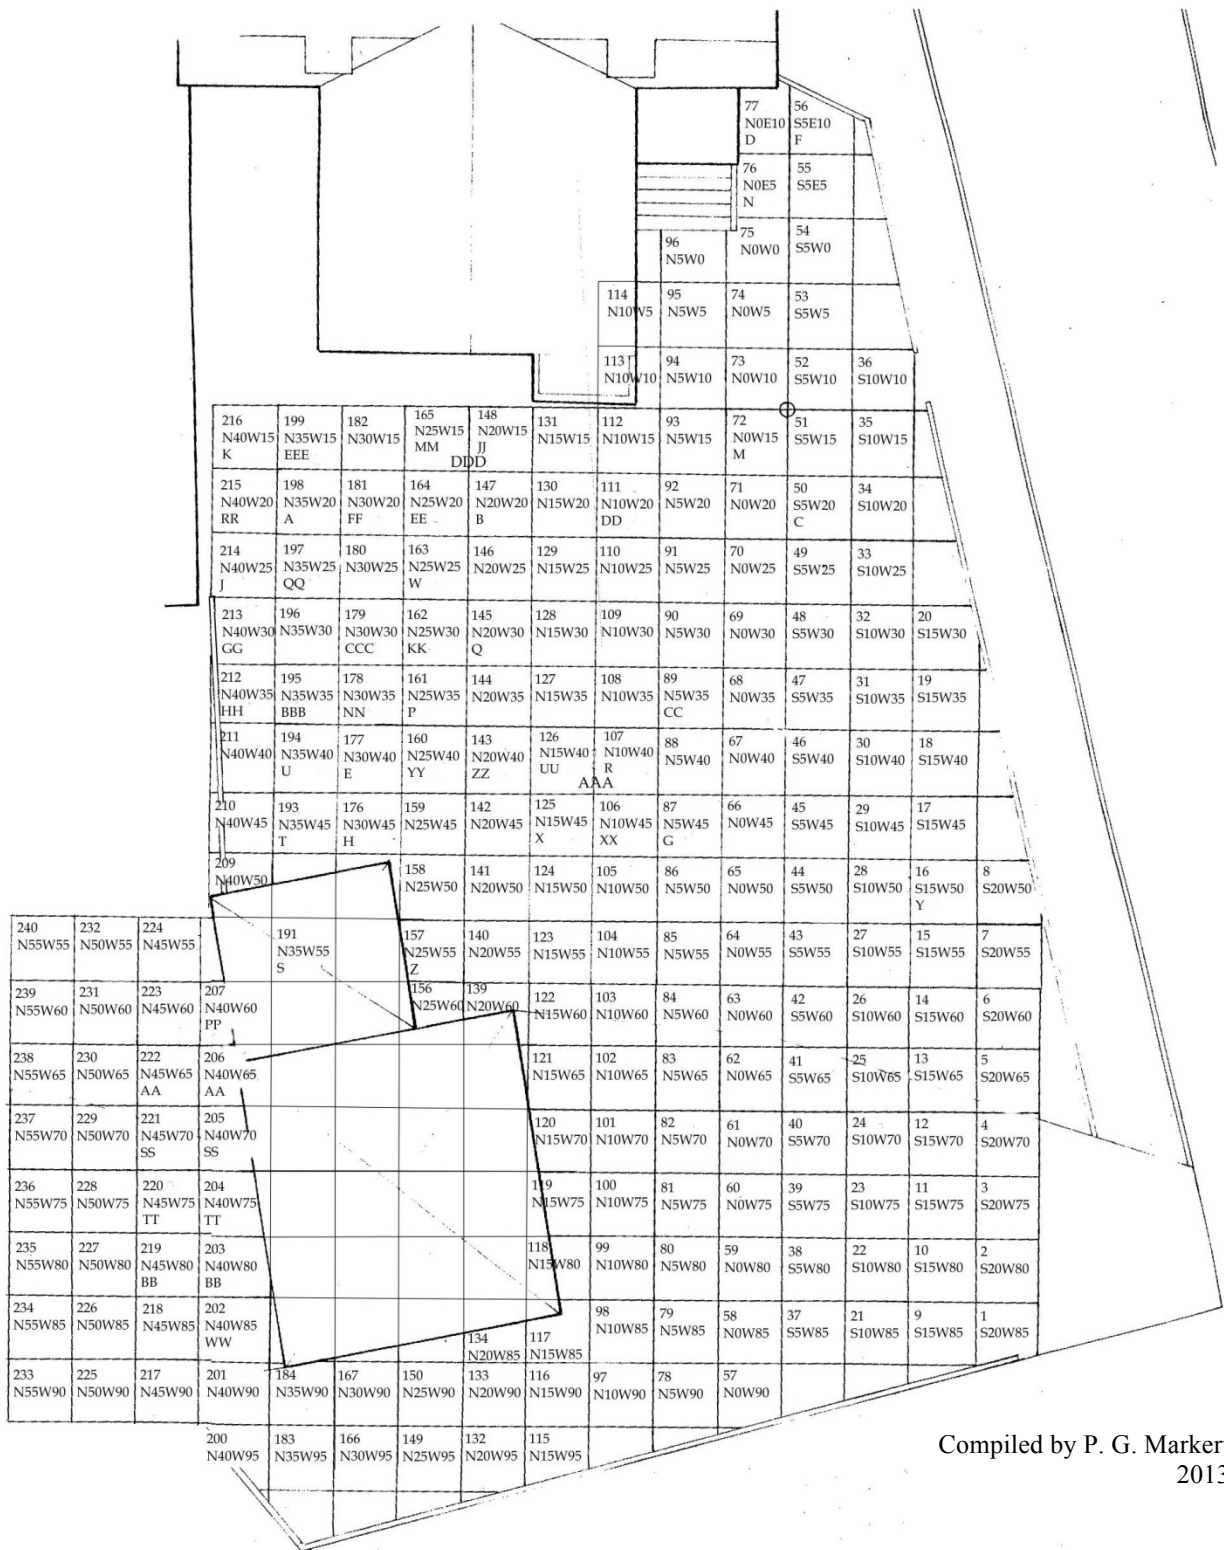 77 56
N0E10 S5E10
D F
76 55
N0E5 S5E5
N
96 75 54
N5W0 N0W0 S5W0
114 95 74 53
N10W5 N5W5 N0W5 S5W5
113 94 73 52 36
N10W10 N5W10 N0W10 S5W10 S10W10
216 199 182 165 148 131 112 93 72 51 35
N40W15 N35W15 N30W15 N25W15 N20W15 N15W15 N10W15 N5W15 N0W15 S5W15 S10W15
K EEE MM JJ M
DDD
215 198 181 164 147 130 111 92 71 50 34
N40W20 N35W20 N30W20 N25W20 N20W20 N15W20 N10W20 N5W20 N0W20 S5W20 S10W20
RR A FF EE B DD C
214 197 180 163 146 129 110 91 70 49 33
N40W25 N35W25 N30W25 N25W25 N20W25 N15W25 N10W25 N5W25 N0W25 S5W25 S10W25
J QQ W
213 196 179 162 145 128 109 90 69 48 32 20
N40W30 N35W30 N30W30 N25W30 N20W30 N15W30 N10W30 N5W30 N0W30 S5W30 S10W30 S15W30
GG CCC KK Q
212 195 178 161 144 127 108 89 68 47 31 19
N40W35 N35W35 N30W35 N25W35 N20W35 N15W35 N10W35 N5W35 N0W35 S5W35 S10W35 S15W35
HH BBB NN P CC
211 194 177 160 143 126 107 88 67 46 30 18
N40W40 N35W40 N30W40 N25W40 N20W40 N15W40 N10W40 N5W40 N0W40 S5W40 S10W40 S15W40
U E YY ZZ UU R
AAA
210 193 176 159 142 125 106 87 66 45 29 17
N40W45 N35W45 N30W45 N25W45 N20W45 N15W45 N10W45 N5W45 N0W45 S5W45 S10W45 S15W45
T H X XX G
209 158 141 124 105 86 65 44 28 16 8
N40W50 N25W50 N20W50 N15W50 N10W50 N5W50 N0W50 S5W50 S10W50 S15W50 S20W50
Y
240 232 224 191 157 140 123 104 85 64 43 27 15 7
N55W55 N50W55 N45W55 N35W55 N25W55 N20W55 N15W55 N10W55 N5W55 N0W55 S5W55 S10W55 S15W55 S20W55
S Z
239 231 223 207 156 139 122 103 84 63 42 26 14 6
N55W60 N50W60 N45W60 N40W60 N25W60 N20W60 N15W60 N10W60 N5W60 N0W60 S5W60 S10W60 S15W60 S20W60
PP
238 230 222 206 121 102 83 62 41 25 13 5
N55W65 N50W65 N45W65 N40W65 N15W65 N10W65 N5W65 N0W65 S5W65 S10W65 S15W65 S20W65
AA AA
237 229 221 205 120 101 82 61 40 24 12 4
N55W70 N50W70 N45W70 N40W70 N15W70 N10W70 N5W70 N0W70 S5W70 S10W70 S15W70 S20W70
SS SS
236 228 220 204 119 100 81 60 39 23 11 3
N55W75 N50W75 N45W75 N40W75 N15W75 N10W75 N5W75 N0W75 S5W75 S10W75 S15W75 S20W75
TT TT
235 227 219 203 118 99 80 59 38 22 10 2
N55W80 N50W80 N45W80 N40W80 N15W80 N10W80 N5W80 N0W80 S5W80 S10W80 S15W80 S20W80
BB BB
234 226 218 202 134 117 98 79 58 37 21 9 1
N55W85 N50W85 N45W85 N40W85 N20W85 N15W85 N10W85 N5W85 N0W85 S5W85 S10W85 S15W85 S20W85
WW
233 225 217 201 184 167 150 133 116 97 78 57
N55W90 N50W90 N45W90 N40W90 N35W90 N30W90 N25W90 N20W90 N15W90 N10W90 N5W90 N0W90
200 183 166 149 132 115
N40W95 N35W95 N30W95 N25W95 N20W95 N15W95
Compiled by P. G. Marker
2013